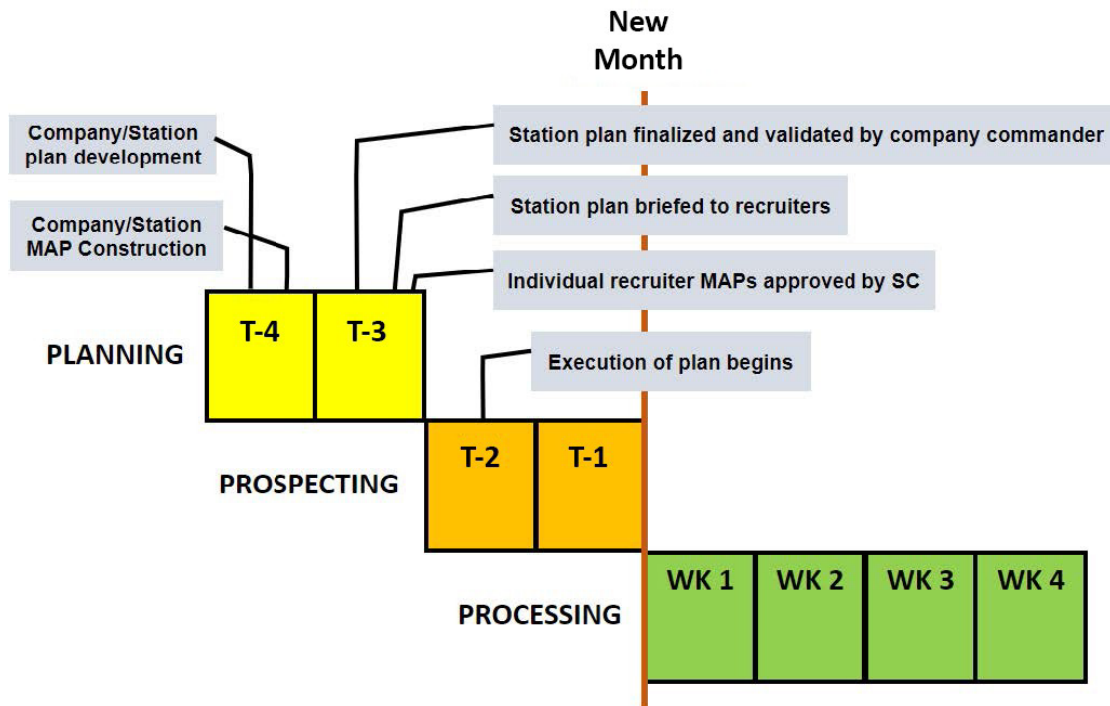 New
Month
Company/Station
plan development
Station plan finalized and validated by company commander
Company/Station
MAP Construction
Station plan briefed to recruiters
Individual recruiter MAPs approved by SC
T-4
T-3
PLANNING
Execution of plan begins
T-2
T-1
PROSPECTING
WK 1
WK 2
WK 3
WK 4
PROCESSING